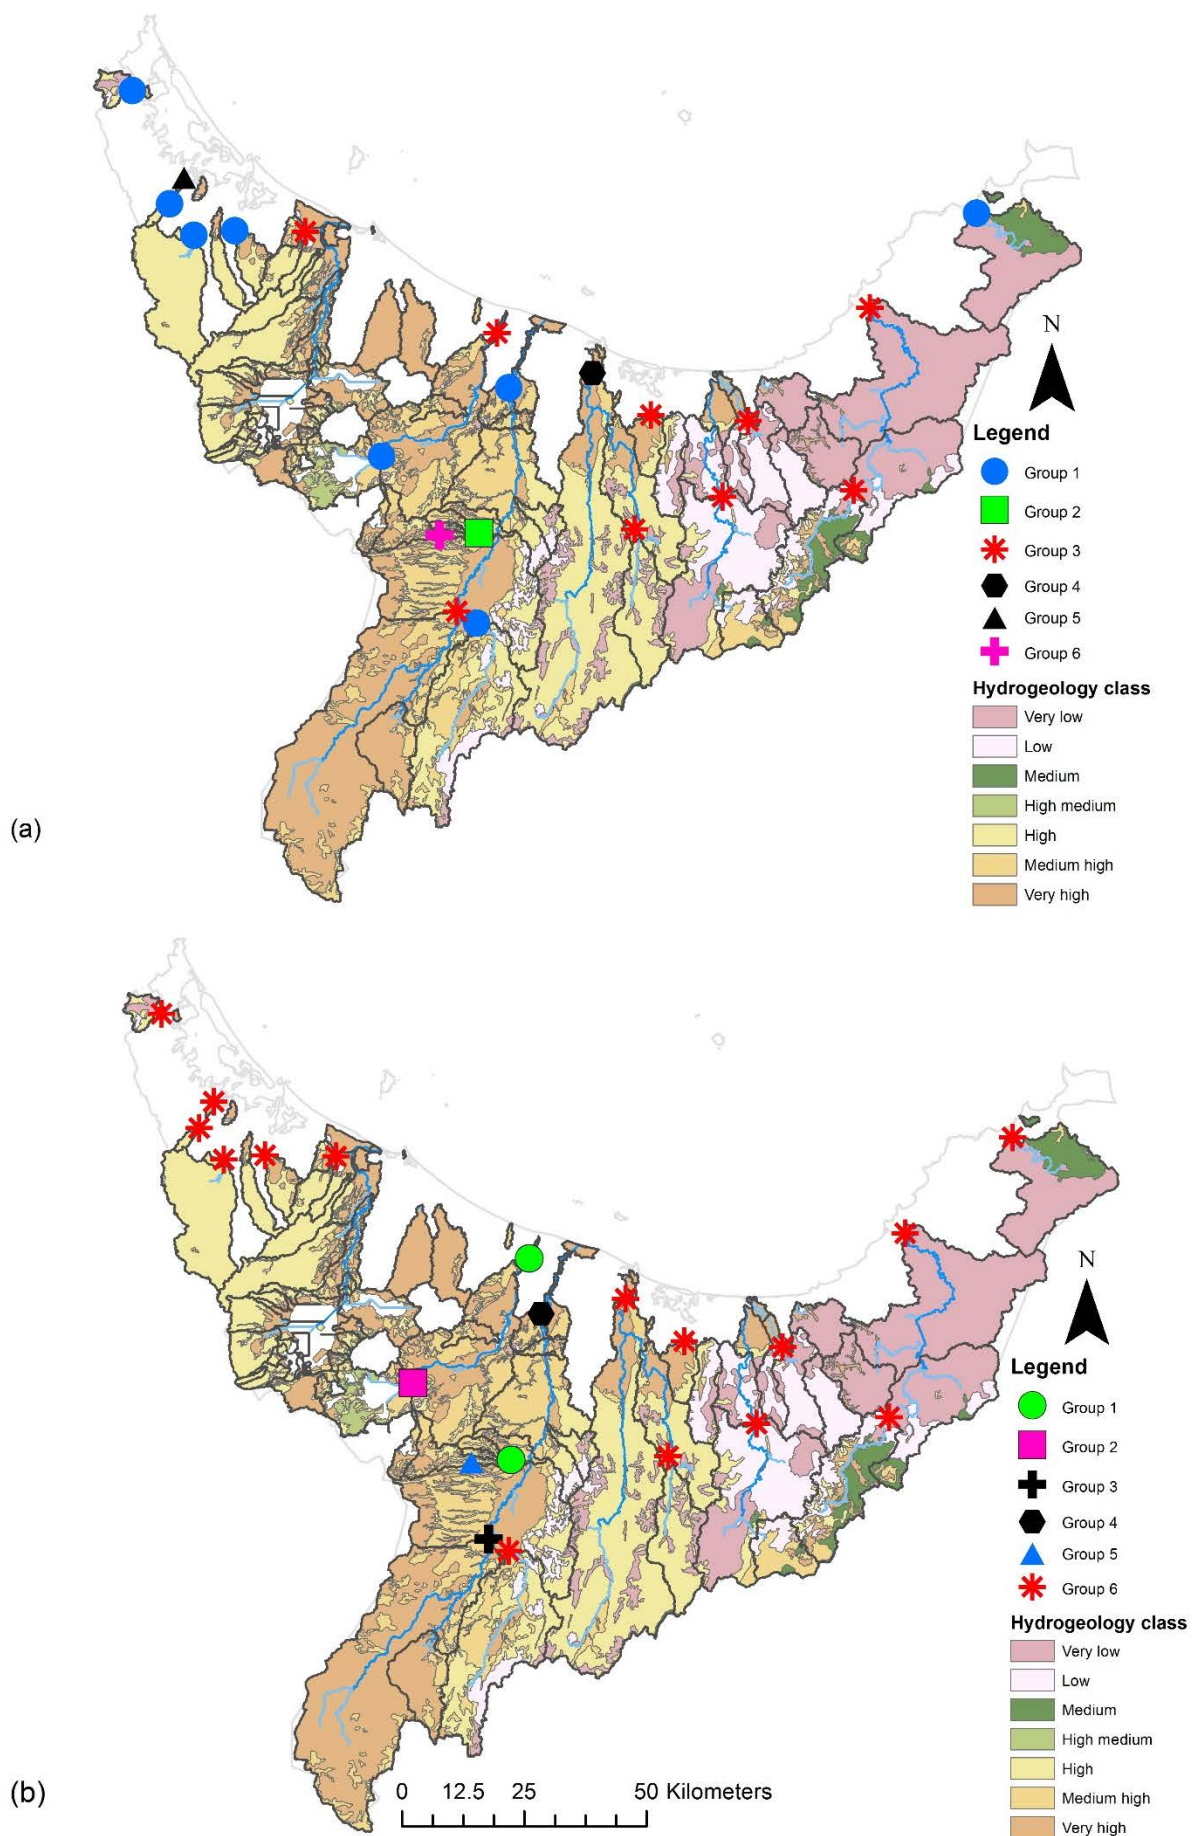 N
Legend
Group 1
Group 2
Group 3
Group 4
Group 5
Group 6
Hydrogeology class
Very low
Low
Medium
High medium
High
Medium high
Very high
(a)
N
Legend
Group 1
Group 2
Group 3
Group 4
Group 5
Group 6
Hydrogeology class
Very low
Low
Medium
High medium
High
Medium high
Very high
(b)
0 12.5 25 50 Kilometers